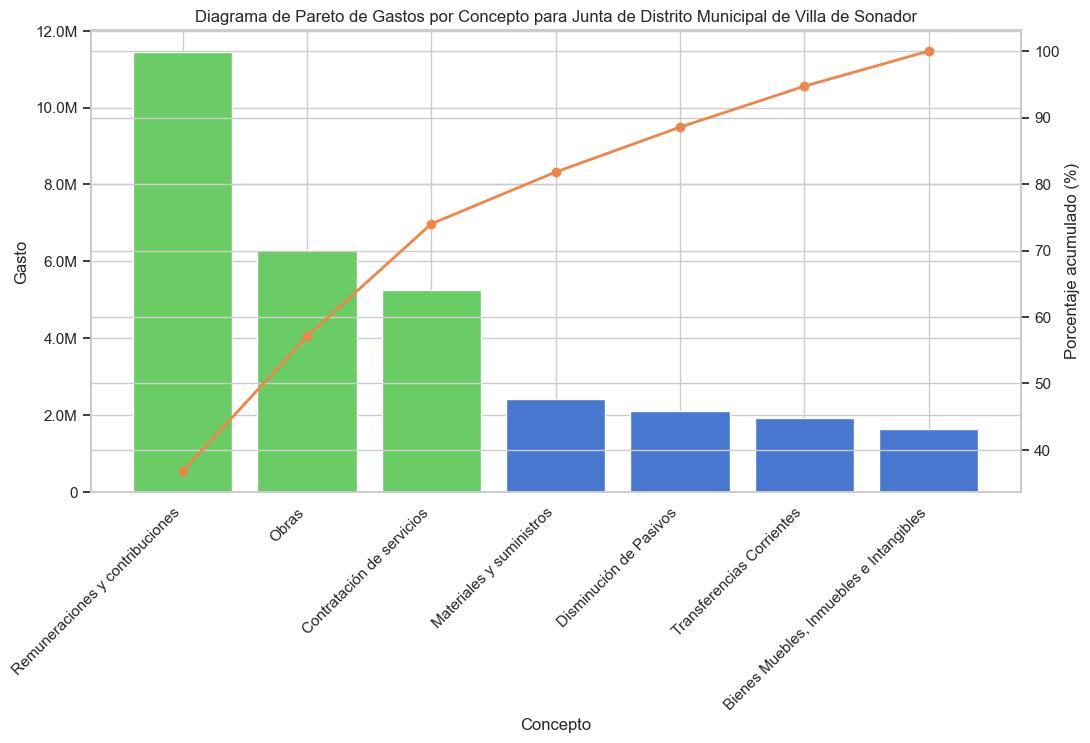 Diagrama de Pareto de Gastos por Concepto para Junta de Distrito Municipal de Villa de Sonador
12.0M
10.0M
8.0M
6.0M
4.0M
2.0M
0
Gasto
100
90
80
70
60
50
40
Porcentaje acumulado (%)
Remuneraciones y contribuciones
Obras
Contratación de servicios
Materiales y suministros
Disminución de Pasivos
Transferencias Corrientes
Bienes Muebles, Inmuebles e Intangibles
Concepto